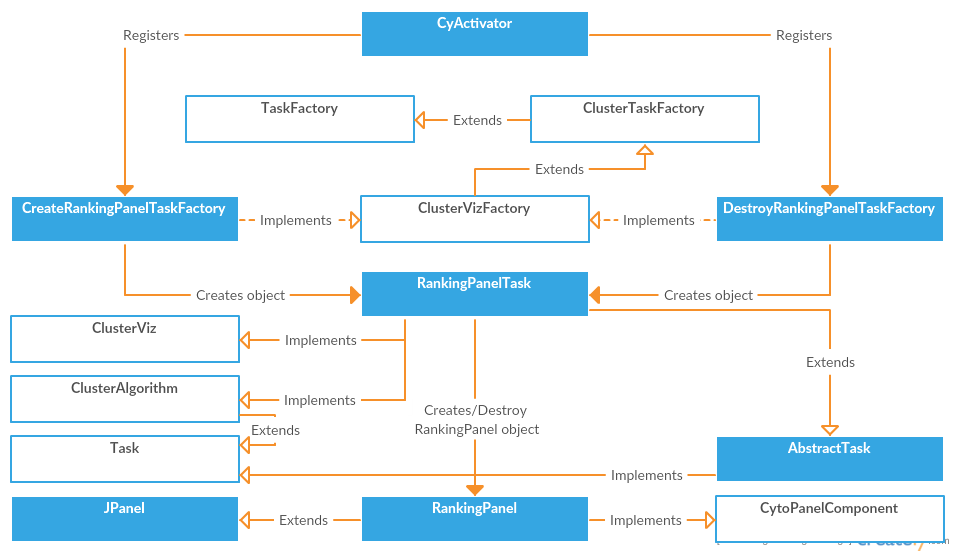 CyActivator
Registers
Registers
TaskFactory
ClusterTaskFactory
Extends
Extends
CreateRankingPanelTaskFactory
ClusterVizFactory
DestroyRankingPanelTaskFactory
Implements
Implements
RankingPanelTask
Creates object
Creates object
ClusterViz
Implements
Extends
ClusterAlgorithm
Implements
Creates/Destroy
RankingPanel object
Extends
Task
AbstractTask
Implements
JPanel
RankingPanel
CytoPanelComponent
Extends
Implements